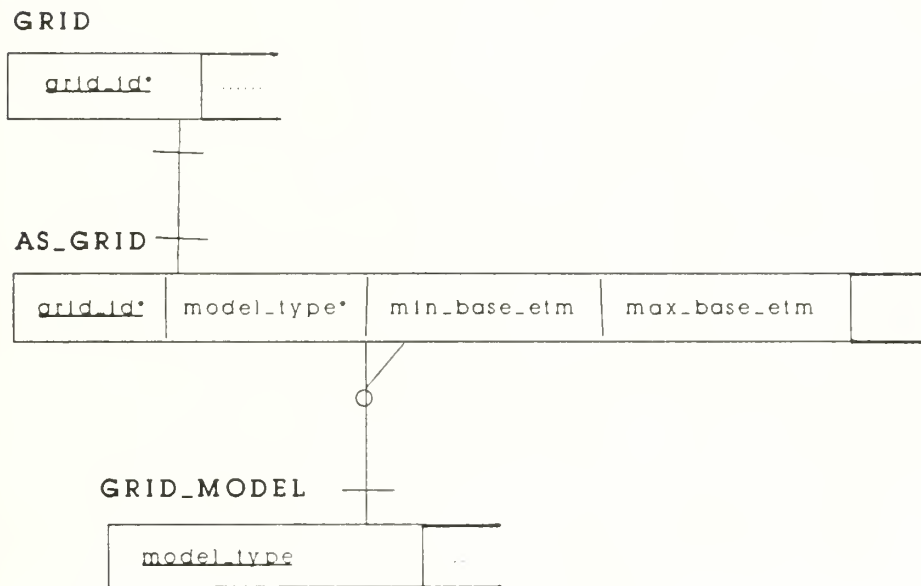 GRID
grid_id* ......
AS_GRID
grid_id* model_type* min_base_etm max_base_etm
GRID_MODEL
model_type ..